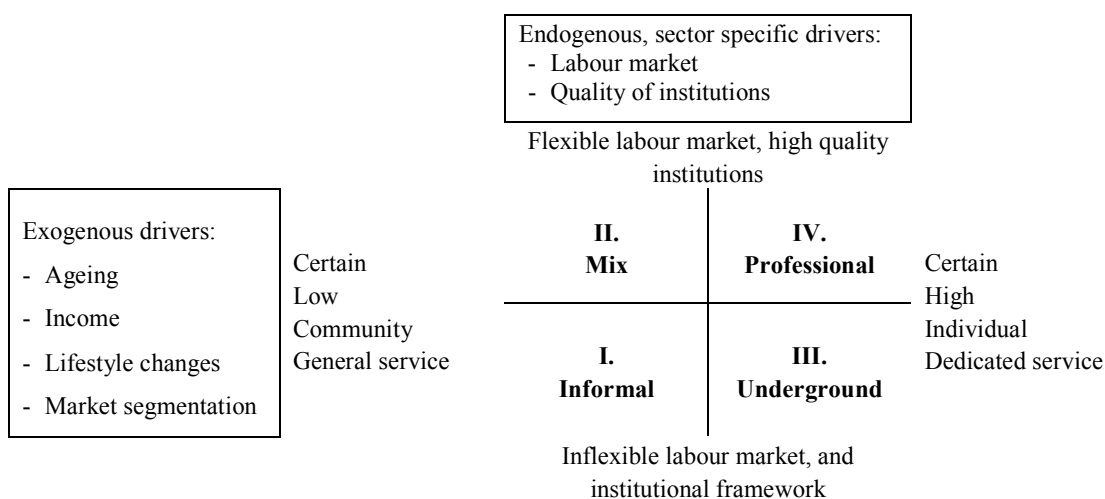 Endogenous, sector specific drivers:
- Labour market
- Quality of institutions
Flexible labour market, high quality
institutions
Exogenous drivers:
- Ageing
- Income
- Lifestyle changes
- Market segmentation
Certain
Low
Community
General service
II.
Mix
IV.
Professional
I.
Informal
III.
Underground
Certain
High
Individual
Dedicated service
Inflexible labour market, and
institutional framework